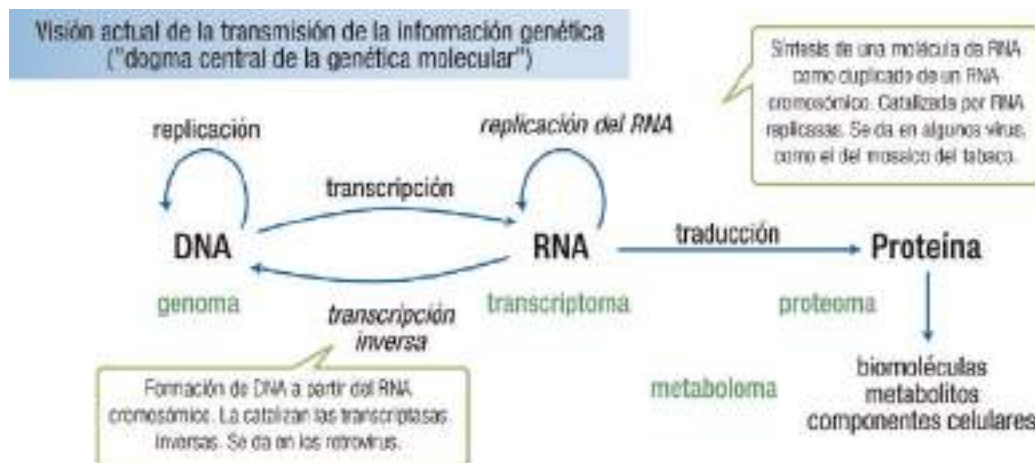 Visión actual de la transmisión de la información genética
("dogma central de la genética molecular")
Síntesis de una molécula de RNA
como duplicado de un RNA
cromosómico. Catalizada por RNA
replicasas. Se da en algunos virus,
como el del mosaico del tabaco.
replicación
replicación del RNA
transcripción
DNA
RNA
traducción
Proteína
genoma
transcripción
inversa
transcriptoma
proteoma
Formación de DNA a partir del RNA
cromosómico. La catalizan las transcriptasas
inversas. Se da en los retrovirus.
metaboloma
biomoléculas
metabolitos
componentes celulares